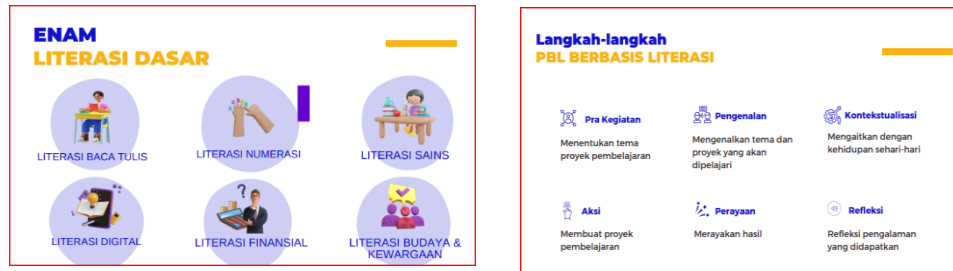 ENAM
LITERASI DASAR
LITERASI BACA TULIS
LITERASI NUMERASI
LITERASI SAINS
LITERASI DIGITAL
LITERASI FINANSIAL
LITERASI BUDAYA &
KEWARGAAN
Langkah-langkah
PBL BERBASIS LITERASI
Pra Kegiatan
Menentukan tema
proyek pembelajaran
Pengenalan
Mengenalkan tema dan
proyek yang akan
dipelajari
Kontekstualisasi
Mengaitkan dengan
kehidupan sehari-hari
Aksi
Membuat proyek
pembelajaran
Perayaan
Merayakan hasil
Refleksi
Refleksi pengalaman
yang didapatkan